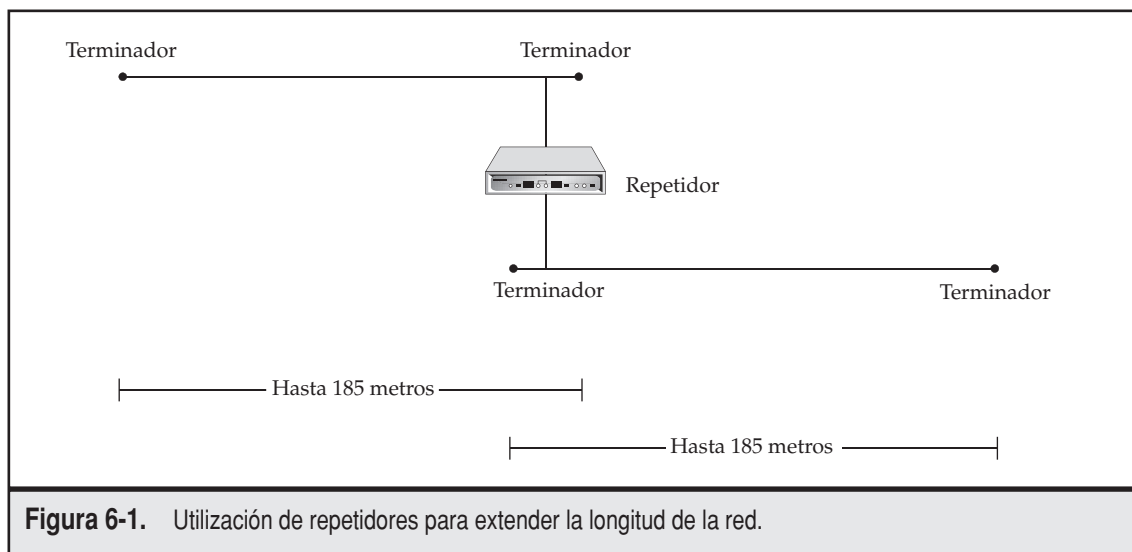 Terminador
Terminador
Repetidor
Terminador
Terminador
Hasta 185 metros
Hasta 185 metros
Figura 6-1. Utilización de repetidores para extender la longitud de la red.